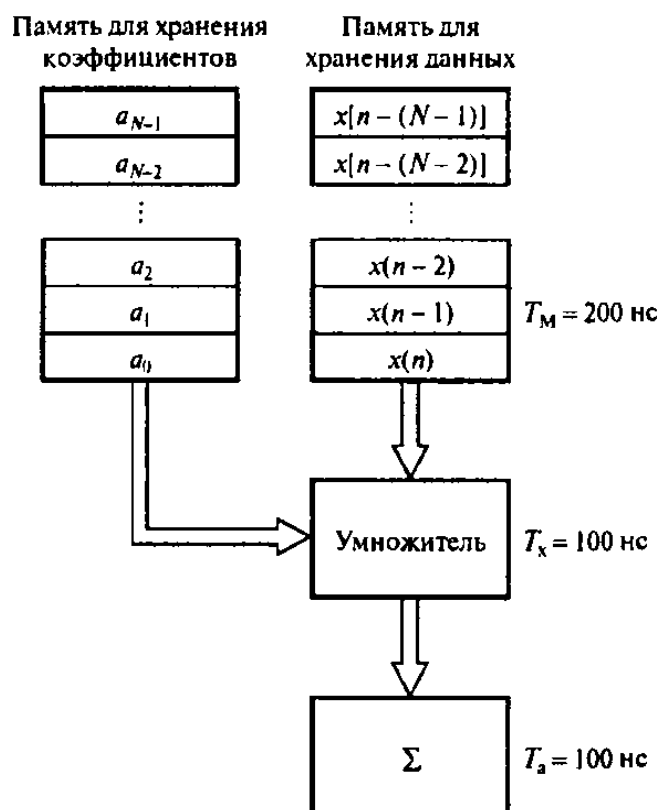 Память для хранения
коэффициентов
Память для
хранения данных
a_{N-1}
x[n − (N − 1)]
a_{N-2}
x[n − (N − 2)]
⋮
⋮
a_2
x(n − 2)
a_1
x(n − 1)
T_М = 200 нс
a_0
x(n)
Умножитель
T_x = 100 нс
Σ
T_a = 100 нс